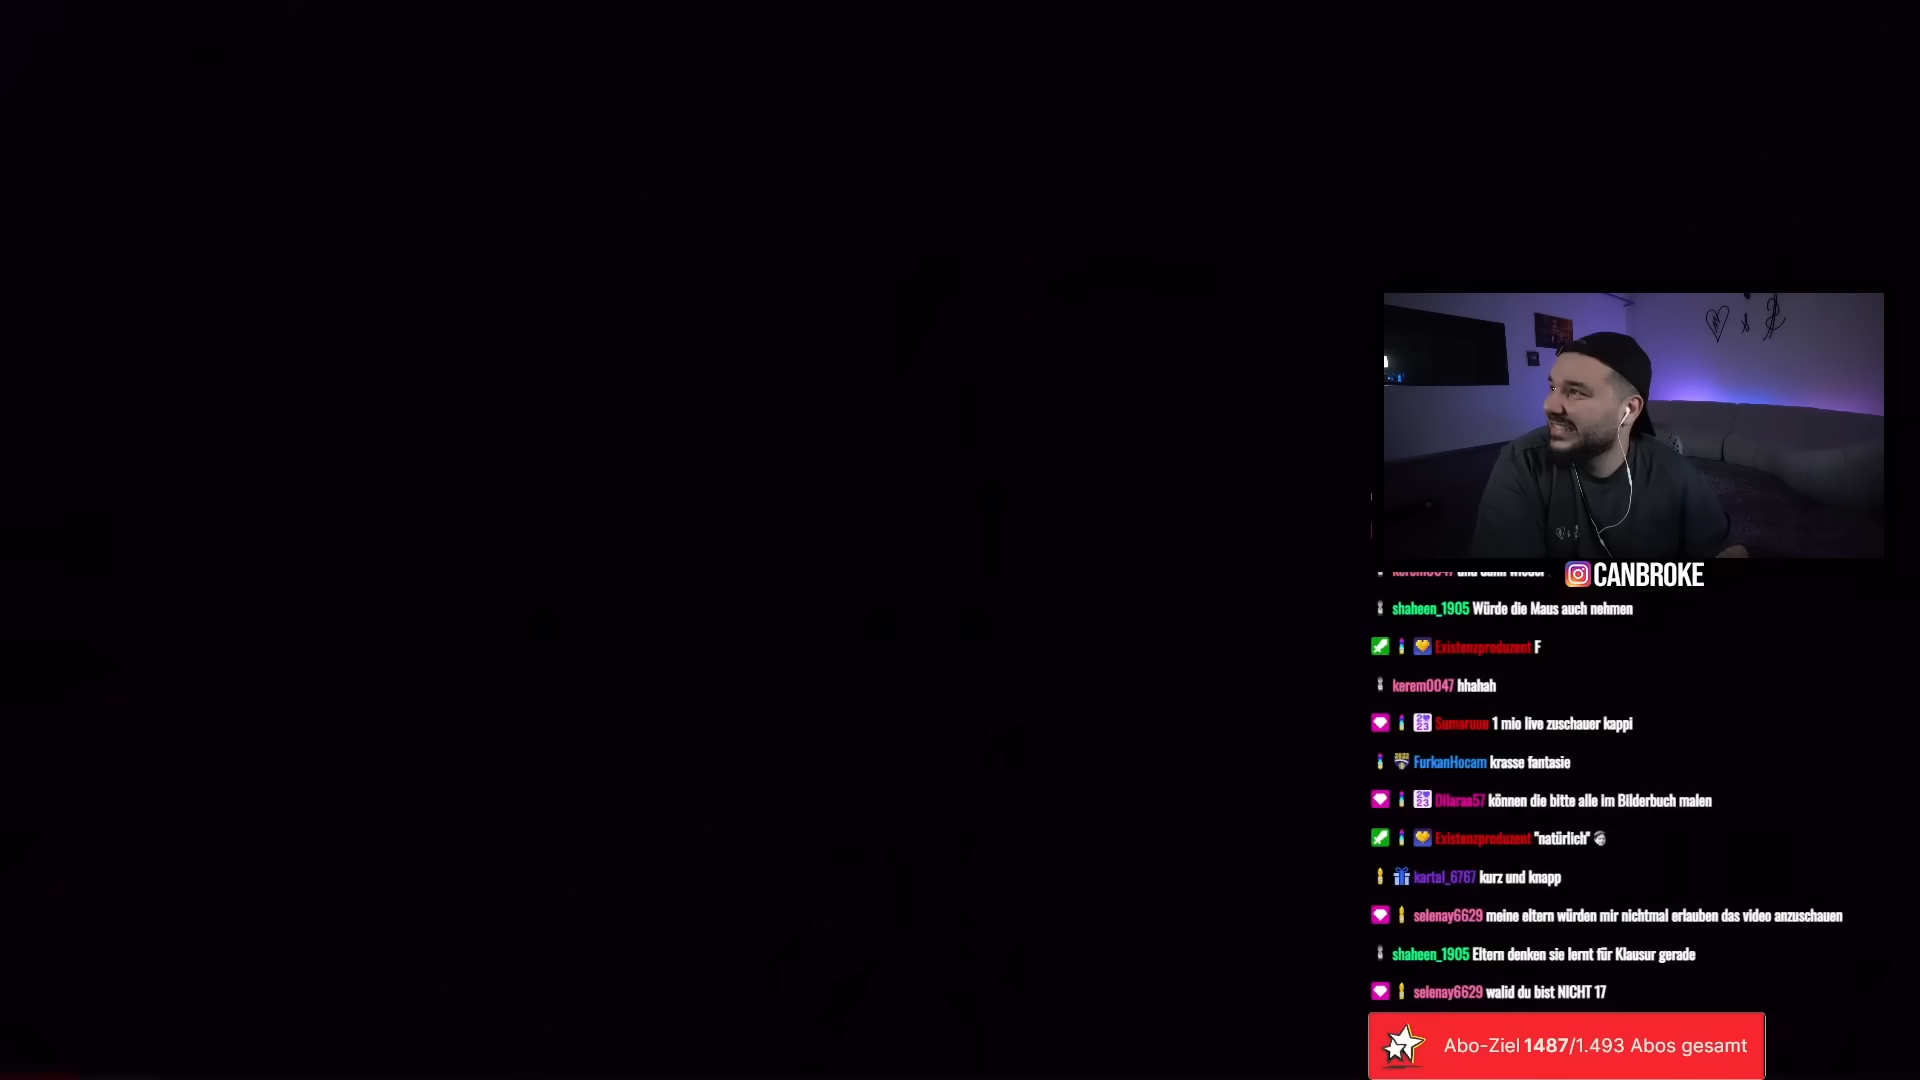 CANBROKE
shaheen_1905 Würde die Maus auch nehmen
Existenzproduzent F
kerem0047 hhahah
Sumaruuu 1 mio live zuschauer kappi
FurkanHocam krasse fantasie
Dilaraa57 können die bitte alle im Bilderbuch malen
Existenzproduzent "natürlich"
kartal_6767 kurz und knapp
selenay6629 meine eltern würden mir nichtmal erlauben das video anzuschauen
shaheen_1905 Eltern denken sie lernt für Klausur gerade
selenay6629 walid du bist NICHT 17
Abo-Ziel 1487/1.493 Abos gesamt